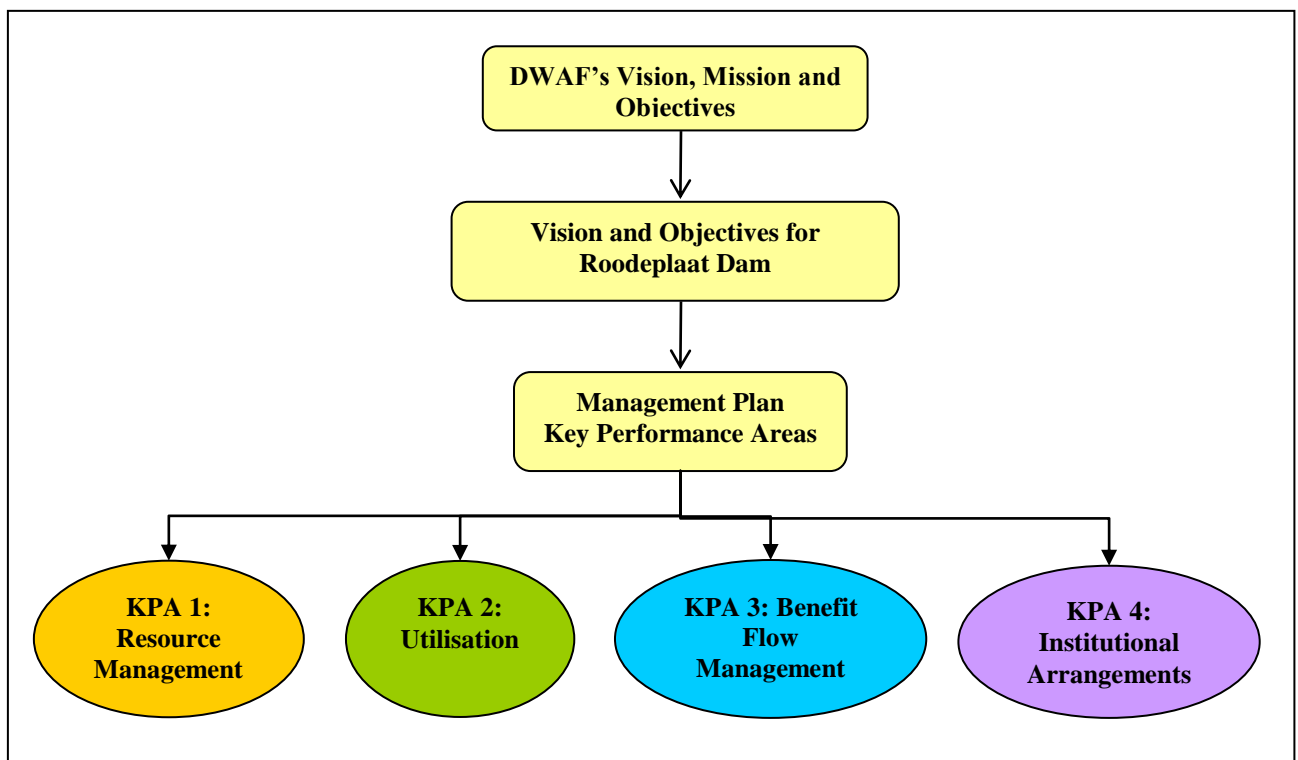 DWAF's Vision, Mission and
Objectives
Vision and Objectives for
Roodeplaat Dam
Management Plan
Key Performance Areas
KPA 1:
Resource
Management
KPA 2:
Utilisation
KPA 3: Benefit
Flow
Management
KPA 4:
Institutional
Arrangements